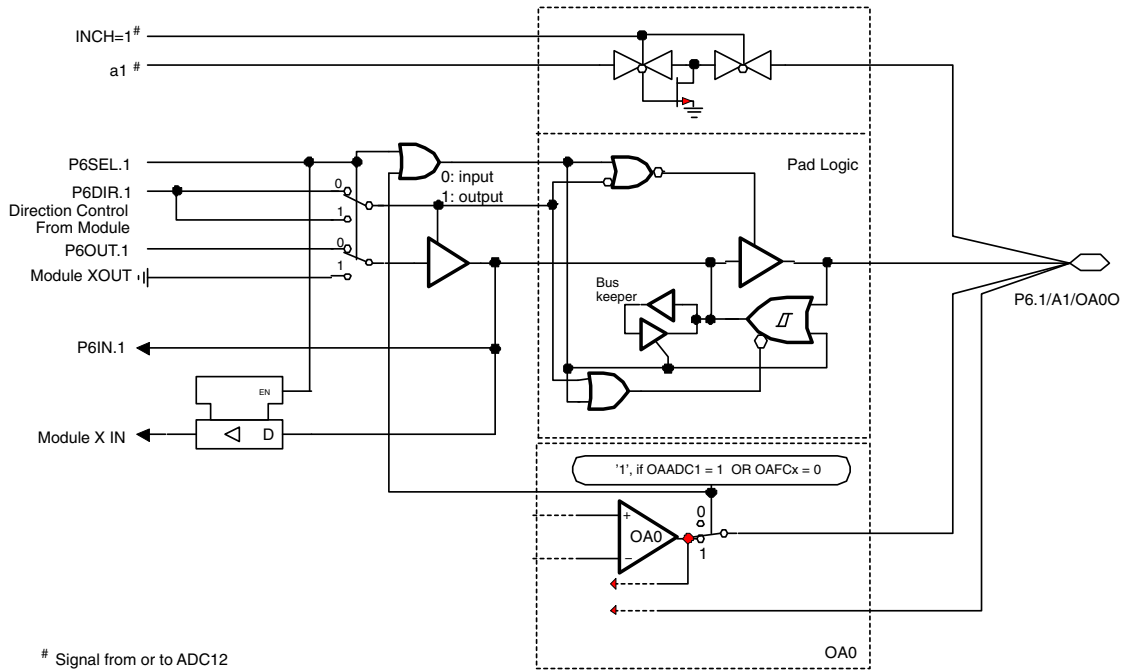 INCH=1#
a1 #
Pad Logic
P6SEL.1
0: input
1: output
P6DIR.1
0
Direction Control
From Module
1
P6OUT.1
0
Module XOUT
1
Bus
keeper
P6.1/A1/OA0O
P6IN.1
EN
Module X IN
D
'1', if OAADC1 = 1 OR OAFCx = 0
0
+
OA0
−
1
# Signal from or to ADC12
OA0